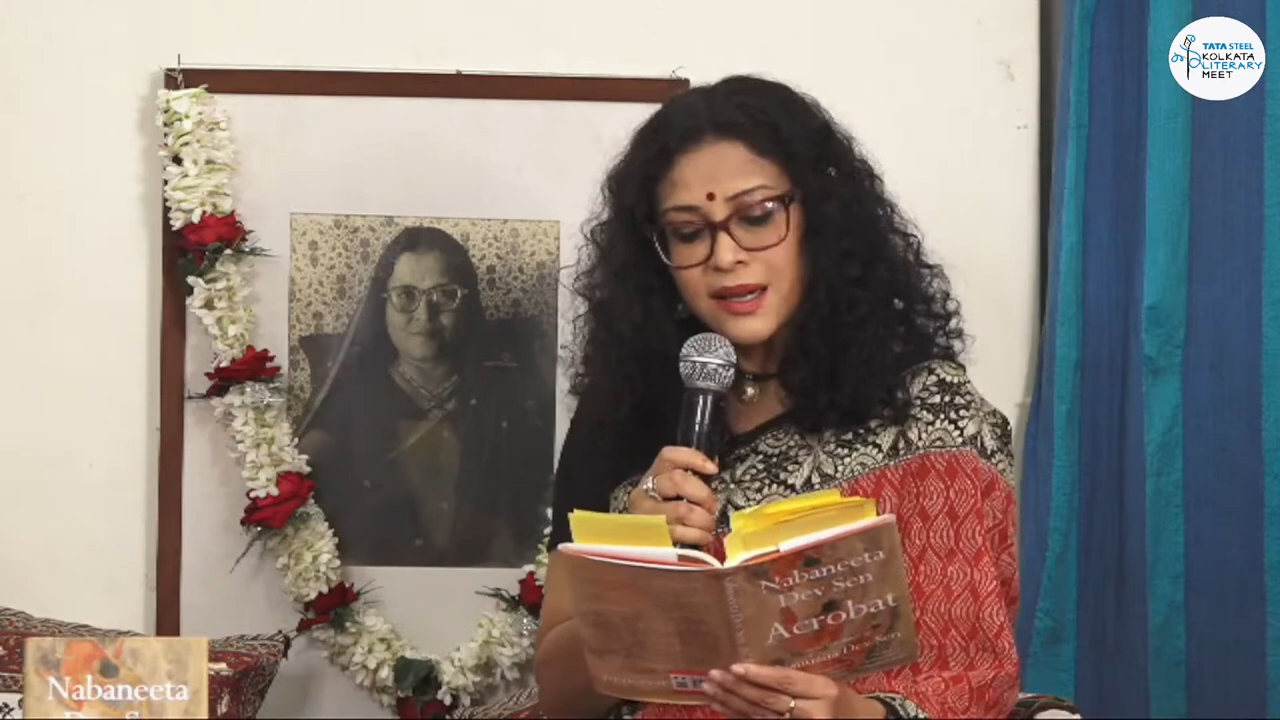 TATA STEEL
KOLKATA
LITERARY
MEET
Nabaneeta
Dev Sen
Acrobat
Nabaneeta